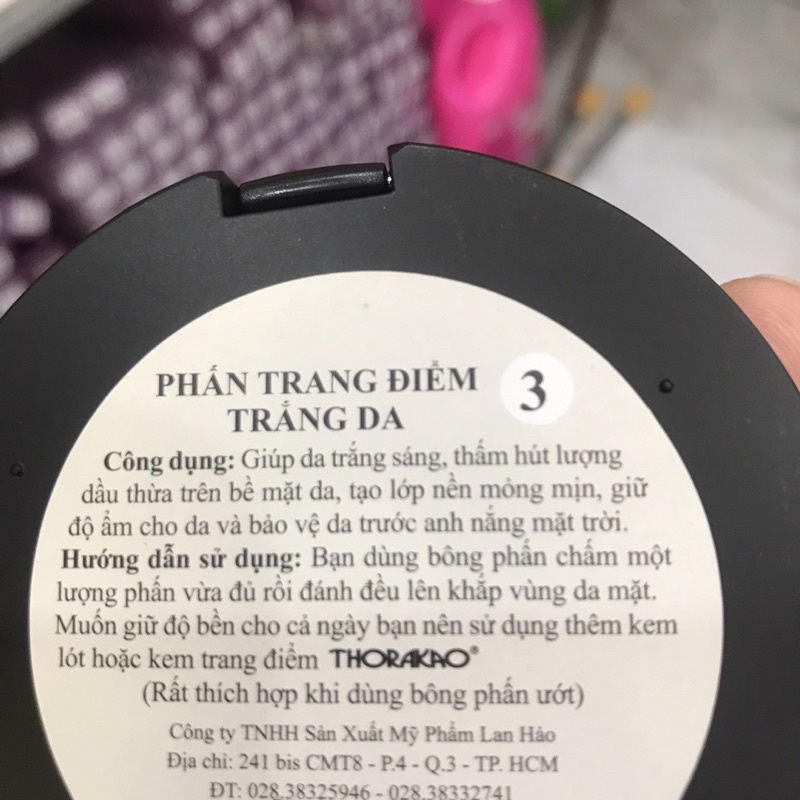 PHẤN TRANG ĐIỂM 3
TRẮNG DA
Công dụng: Giúp da trắng sáng, thấm hút lượng
dầu thừa trên bề mặt da, tạo lớp nền mỏng mịn, giữ
độ ẩm cho da và bảo vệ da trước anh nắng mặt trời.
Hướng dẫn sử dụng: Bạn dùng bông phấn chấm một
lượng phấn vừa đủ rồi đánh đều lên khắp vùng da mặt.
Muốn giữ độ bền cho cả ngày bạn nên sử dụng thêm kem
lót hoặc kem trang điểm THORAKAO®
(Rất thích hợp khi dùng bông phấn ướt)
Công ty TNHH Sản Xuất Mỹ Phẩm Lan Hảo
Địa chỉ: 241 bis CMT8 - P.4 - Q.3 - TP. HCM
ĐT: 028.38325946 - 028.38332741